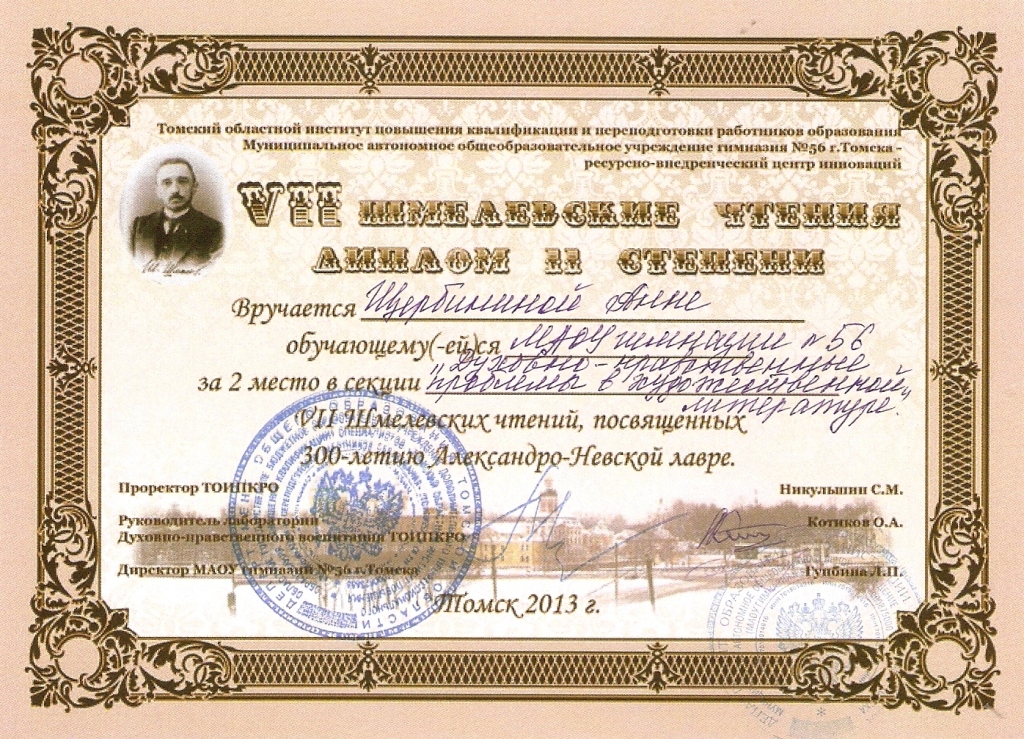 Томский областной институт повышения квалификации и переподготовки работников образования
Муниципальное автономное общеобразовательное учреждение гимназия №56 г.Томска -
ресурсно-внедренческий центр инноваций
VII ШМЕЛЕВСКИЕ ЧТЕНИЯ
ДИПЛОМ II СТЕПЕНИ
Вручается Щербининой Анне
обучающему(-ей)ся МАОУ гимназии №56
за 2 место в секции "Духовно-нравственные
проблемы в художественной
литературе".
VII Шмелевских чтений, посвященных
300-летию Александро-Невской лавре.
Проректор ТОИПКРО Никульшин С.М.
Руководитель лаборатории Котиков О.А.
Духовно-нравственного воспитания ТОИПКРО
Директор МАОУ гимназий №56 г.Томска Гупбина Л.П.
Томск 2013 г.